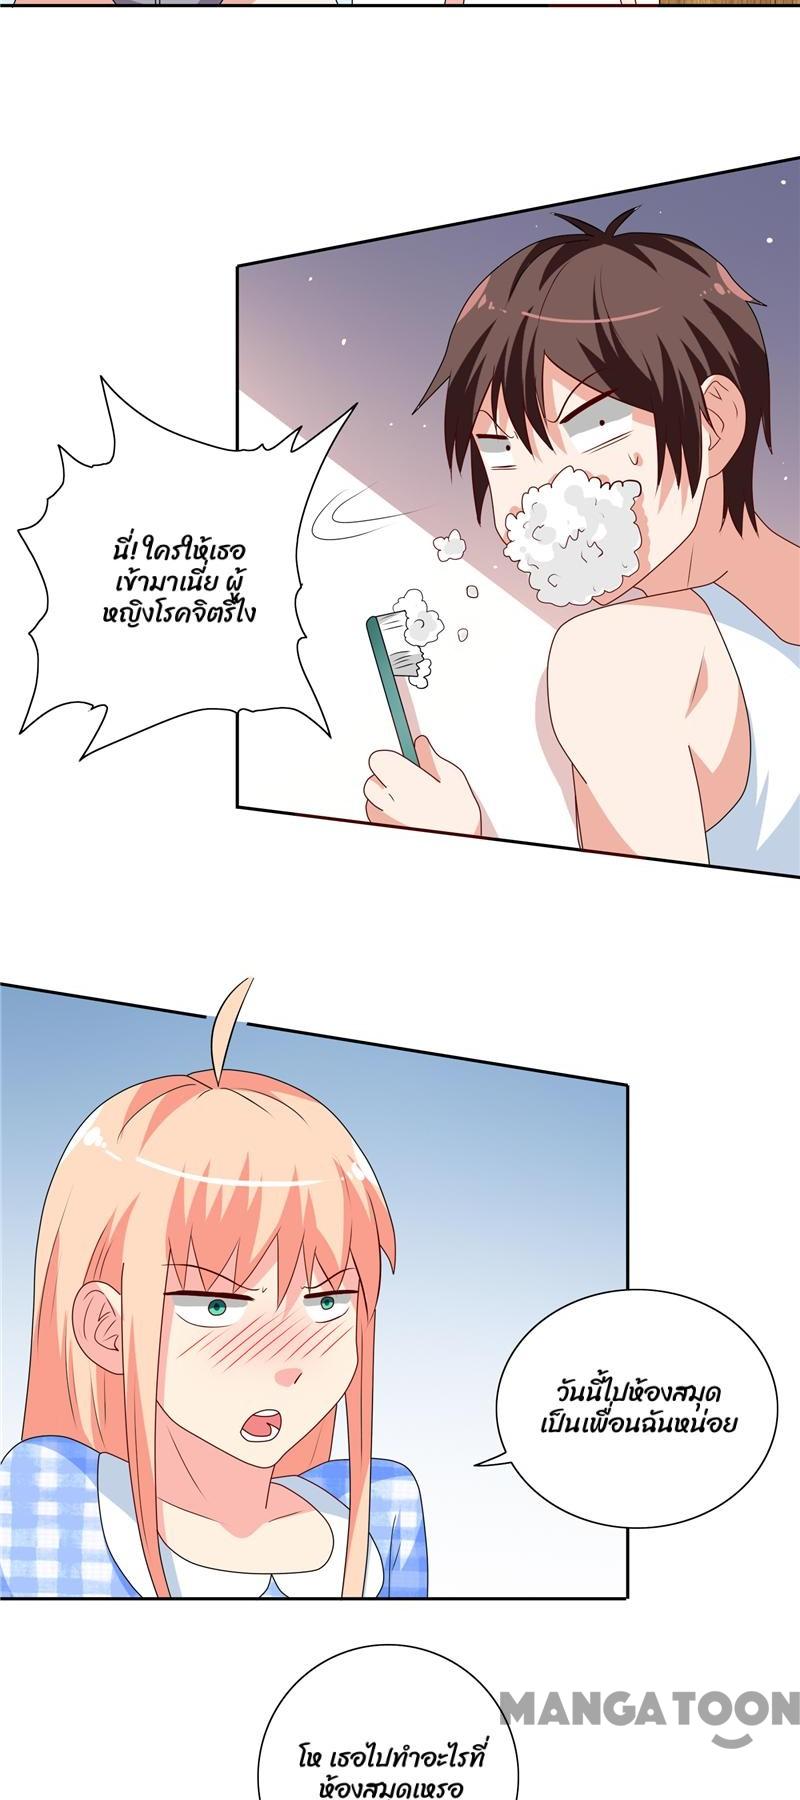 นี่! ใครให้เธอ
เข้ามาเนี่ย ผู้
หญิงโรคจิตรึไง
วันนี้ไปห้องสมุด
เป็นเพื่อนฉันหน่อย
MANGATOON
โห เธอไปทำอะไรที่
ห้องสมุดเหรอ